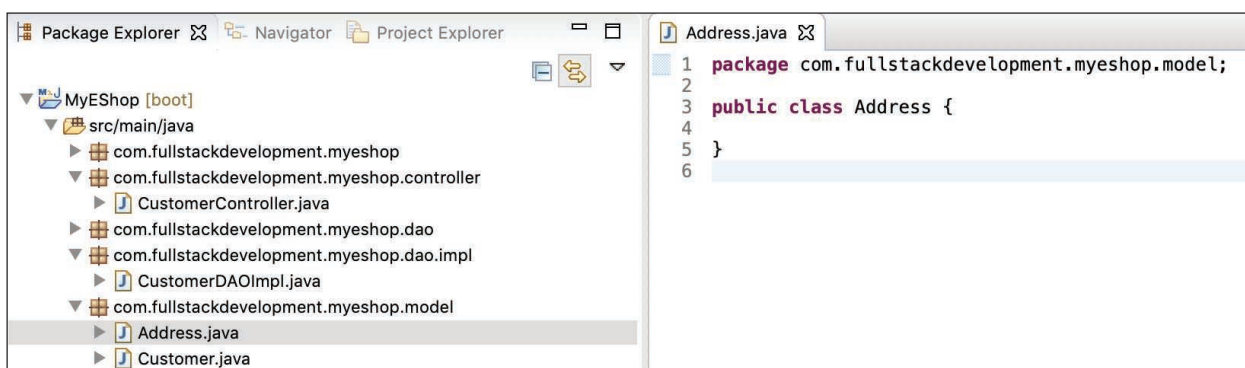 Package Explorer Navigator Project Explorer
MyEShop [boot]
src/main/java
com.fullstackdevelopment.myeshop
com.fullstackdevelopment.myeshop.controller
CustomerController.java
com.fullstackdevelopment.myeshop.dao
com.fullstackdevelopment.myeshop.dao.impl
CustomerDAOImpl.java
com.fullstackdevelopment.myeshop.model
Address.java
Customer.java
Address.java
1 package com.fullstackdevelopment.myeshop.model;
2
3 public class Address {
4
5 }
6